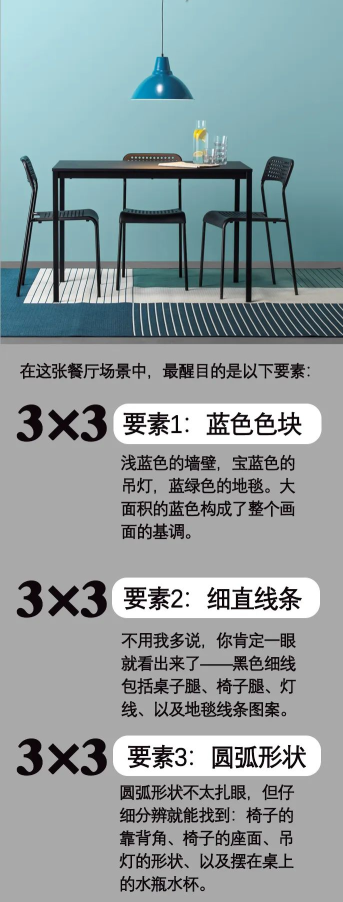 在这张餐厅场景中，最醒目的是以下要素：
3×3 要素1：蓝色色块
浅蓝色的墙壁，宝蓝色的
吊灯，蓝绿色的地毯。大
面积的蓝色构成了整个画
面的基调。
3×3 要素2：细直线条
不用我多说，你肯定一眼
就看出来了——黑色细线
包括桌子腿、椅子腿、灯
线、以及地毯线条图案。
3×3 要素3：圆弧形状
圆弧形状不太扎眼，但仔
细分辨就能找到：椅子的
靠背角、椅子的座面、吊
灯的形状、以及摆在桌上
的水瓶水杯。